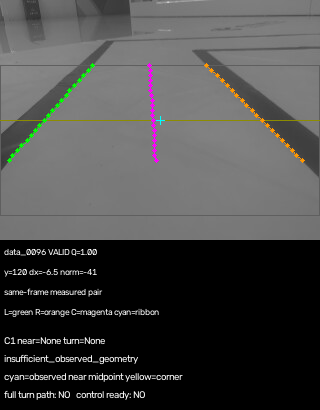 data_0096 VALID Q=1.00
y=120 dx=-6.5 norm=-41
same-frame measured pair
L=green R=orange C=magenta cyan=ribbon
C1 near=None turn=None
insufficient_observed_geometry
cyan=observed near midpoint yellow=corner
full turn path: NO control ready: NO